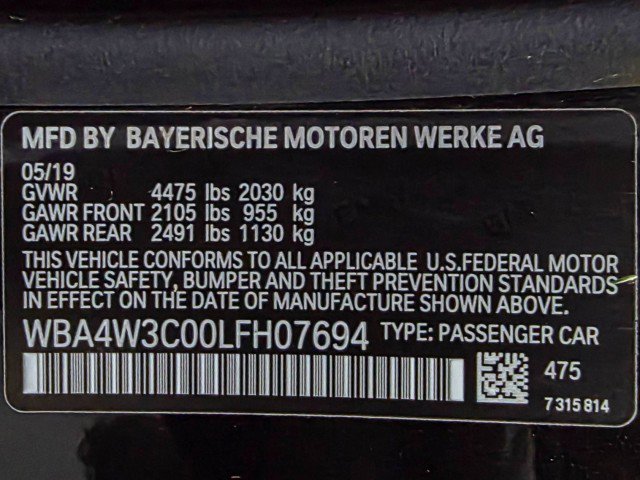 MFD BY BAYERISCHE MOTOREN WERKE AG
05/19
GVWR 4475 lbs 2030 kg
GAWR FRONT 2105 lbs 955 kg
GAWR REAR 2491 lbs 1130 kg
THIS VEHICLE CONFORMS TO ALL APPLICABLE U.S.FEDERAL MOTOR
VEHICLE SAFETY, BUMPER AND THEFT PREVENTION STANDARDS
IN EFFECT ON THE DATE OF MANUFACTURE SHOWN ABOVE.
WBA4W3C00LFH07694 TYPE: PASSENGER CAR
475
7 315 814